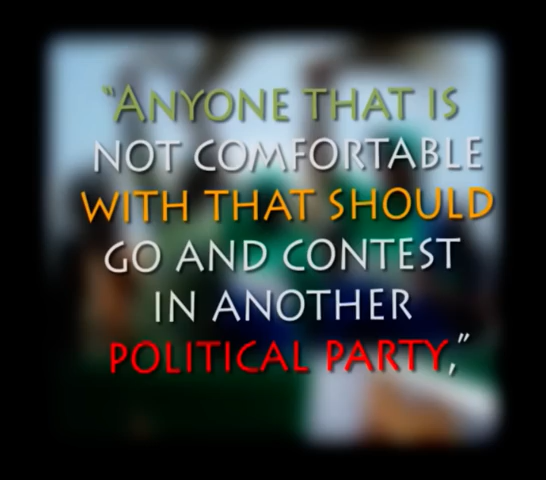 “ANYONE THAT IS
NOT COMFORTABLE
WITH THAT SHOULD
GO AND CONTEST
IN ANOTHER
POLITICAL PARTY,”